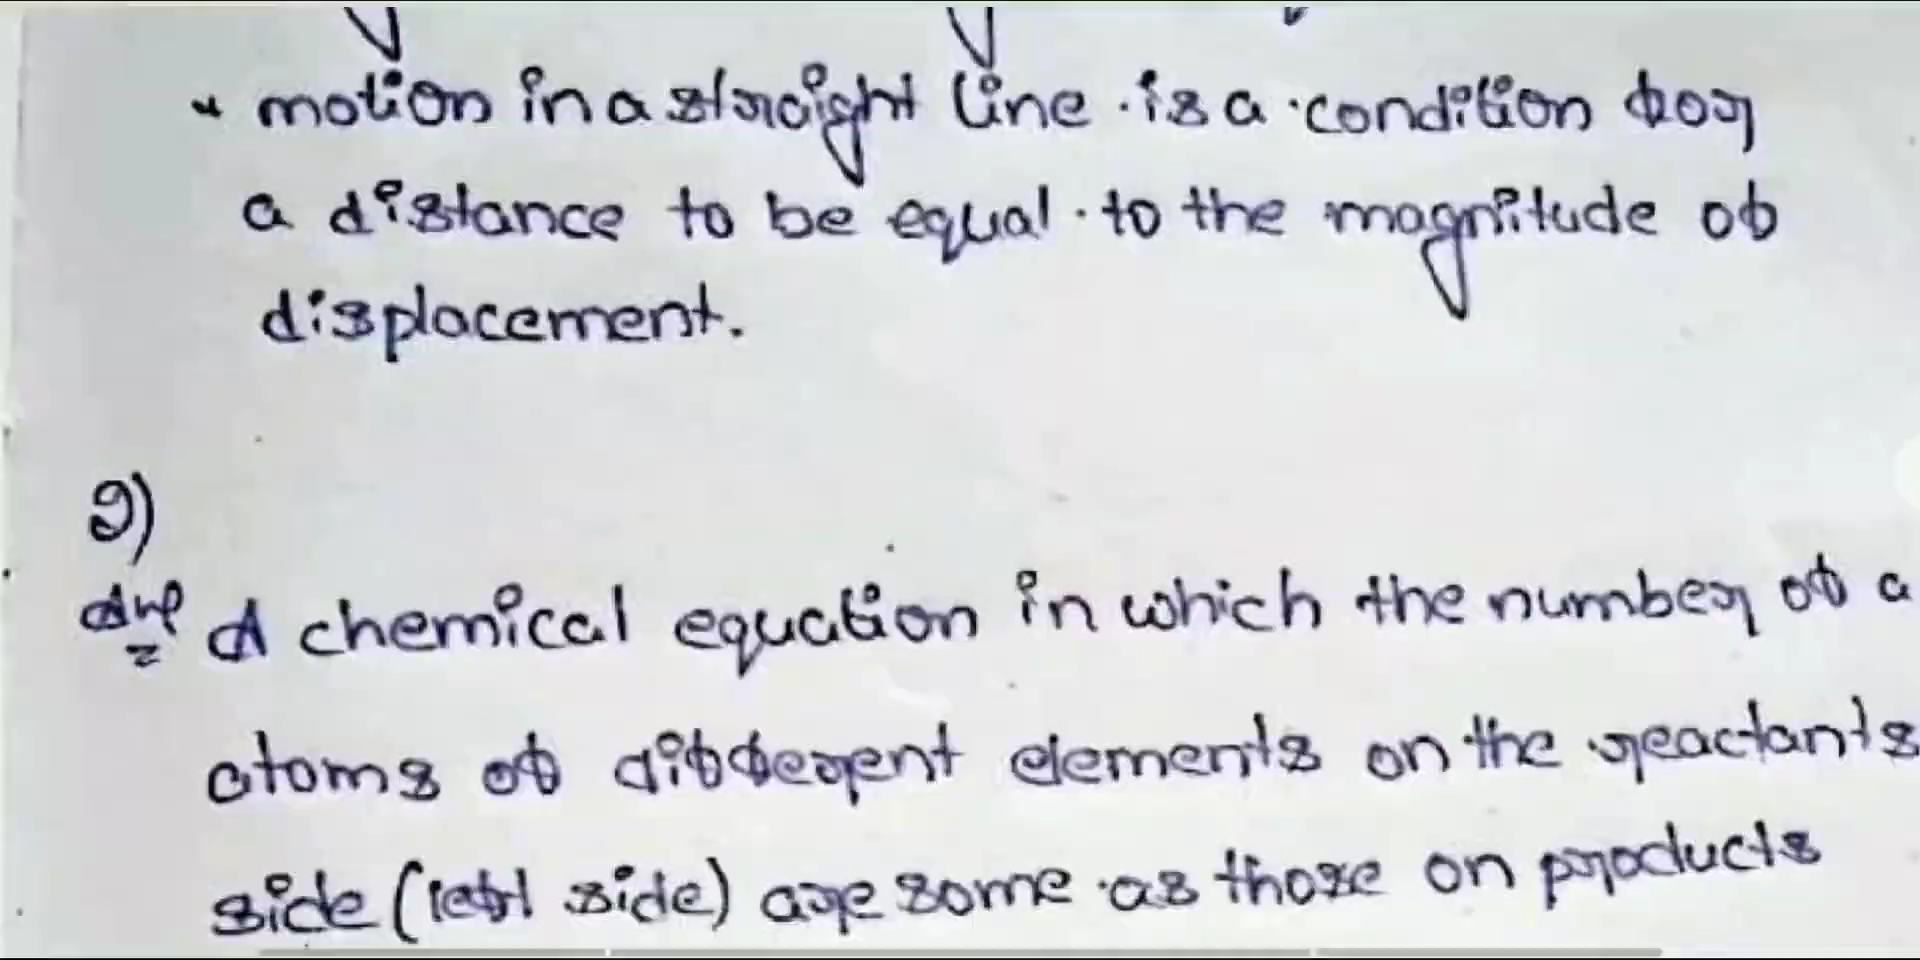 * motion in a straight line is a condition for
a distance to be equal to the magnitude of
displacement.
2)
Ans A chemical equation in which the number of a
atoms of different elements on the reactants
side (left side) are some as those on products